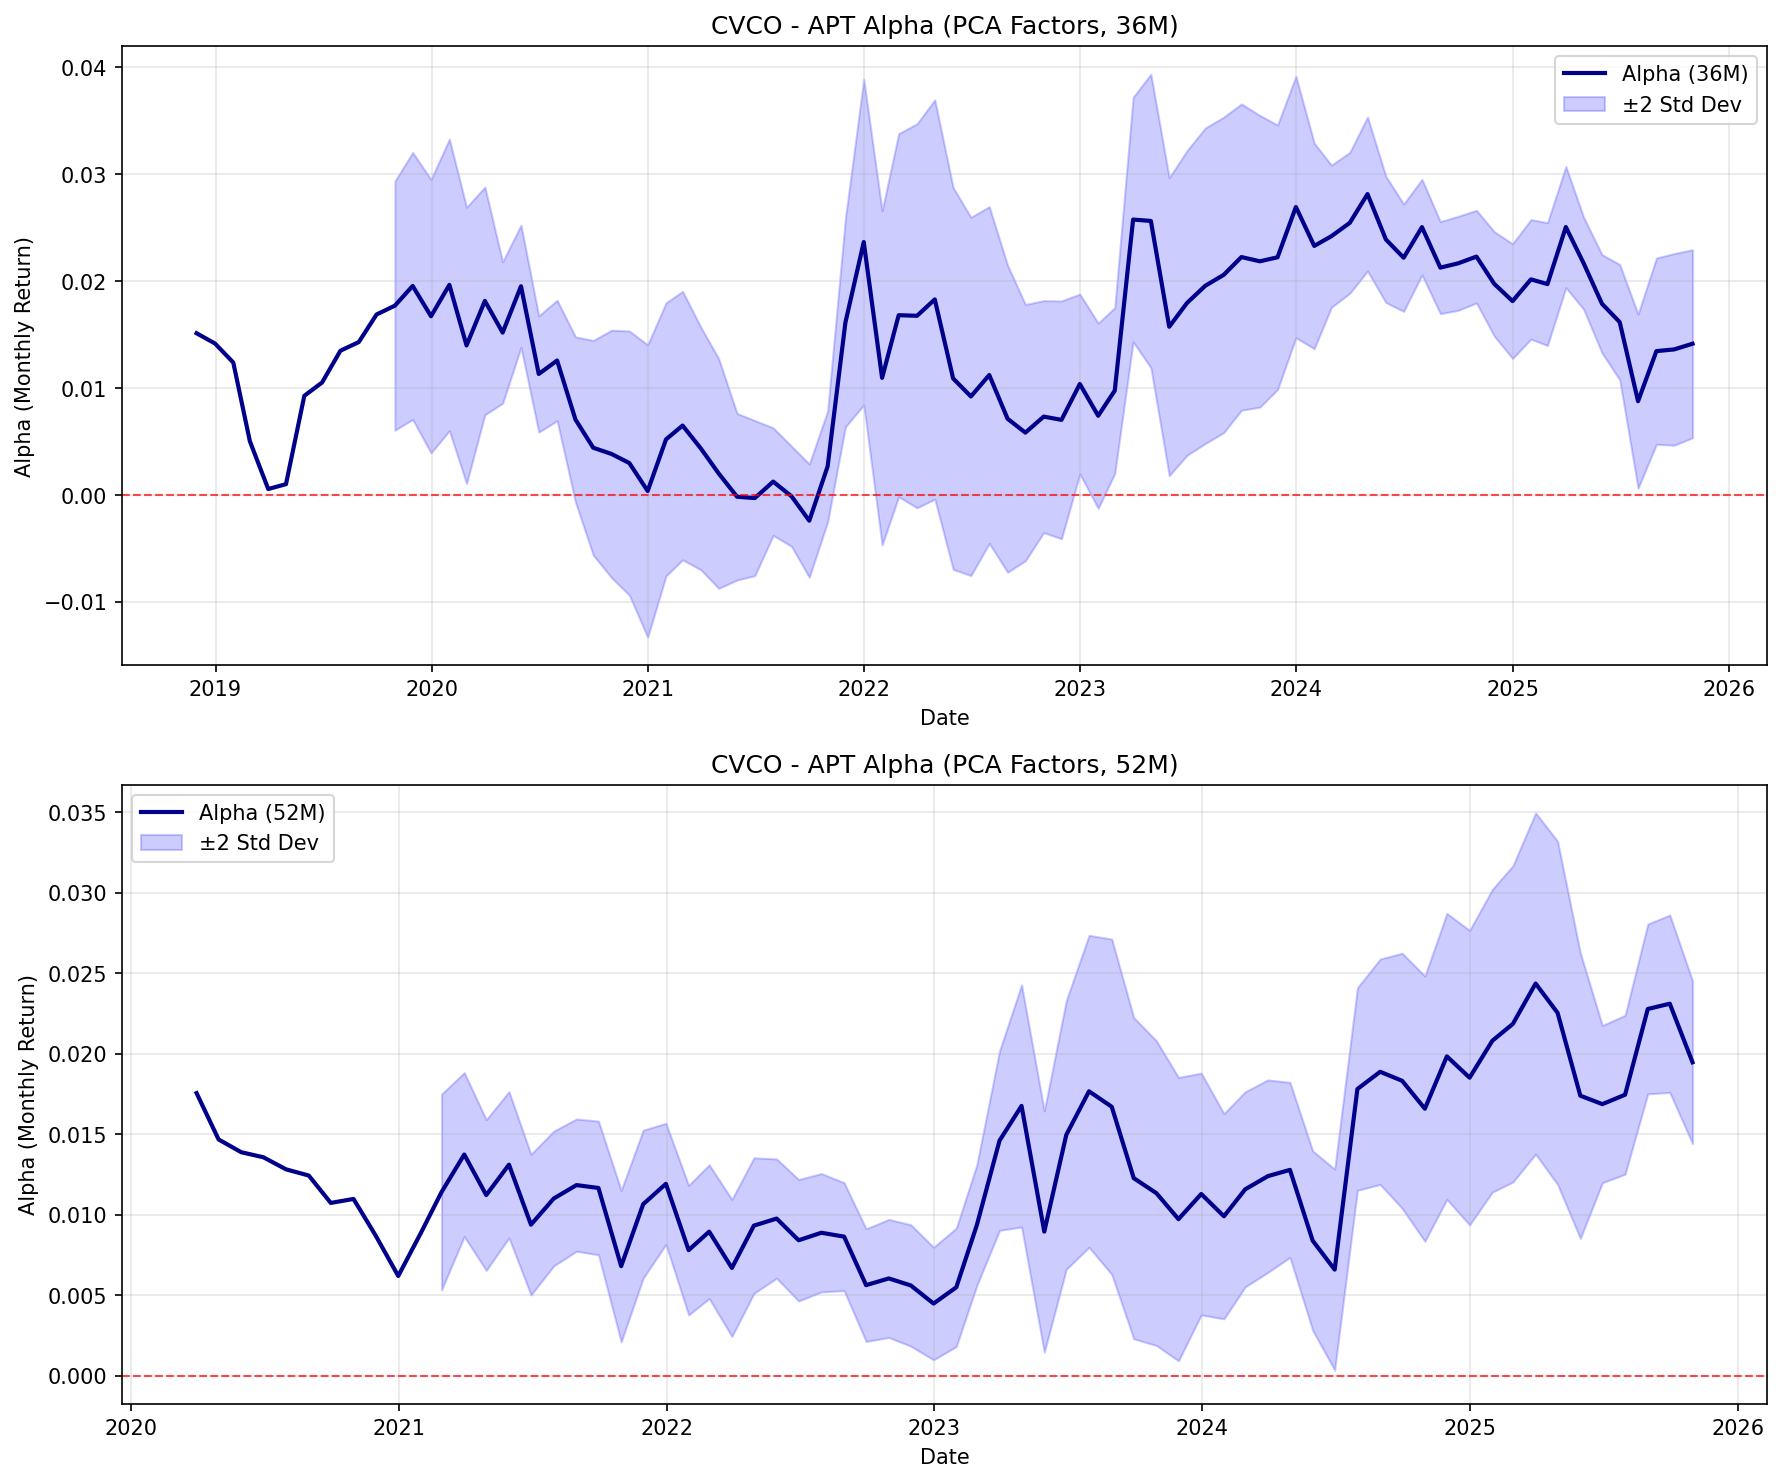 CVCO - APT Alpha (PCA Factors, 36M)
Alpha (36M)
±2 Std Dev
Alpha (Monthly Return)
0.04
0.03
0.02
0.01
0.00
−0.01
2019 2020 2021 2022 2023 2024 2025 2026
Date
CVCO - APT Alpha (PCA Factors, 52M)
Alpha (52M)
±2 Std Dev
Alpha (Monthly Return)
0.035
0.030
0.025
0.020
0.015
0.010
0.005
0.000
2020 2021 2022 2023 2024 2025 2026
Date